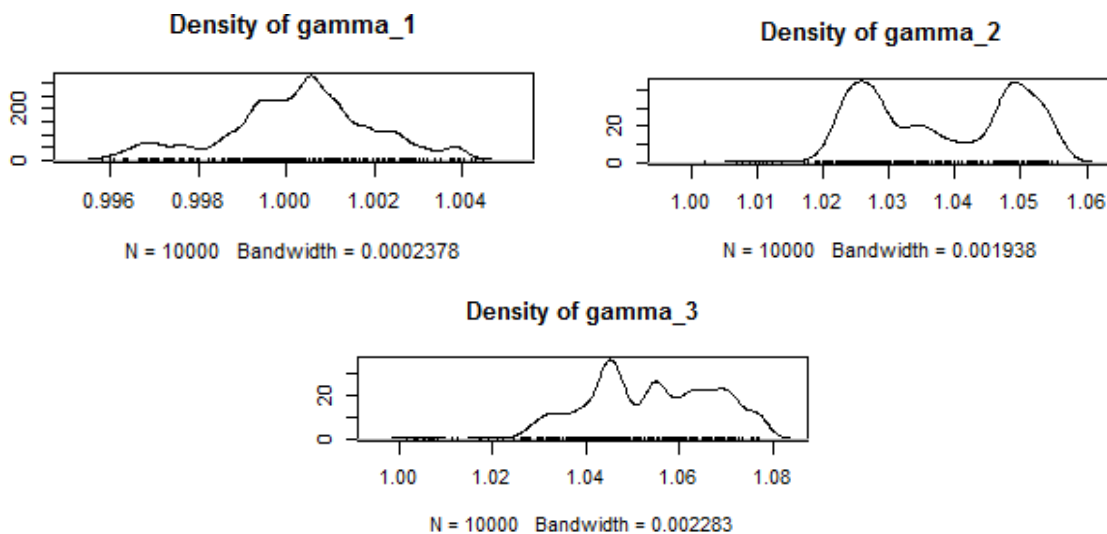 Density of gamma_1
0 200
0.996 0.998 1.000 1.002 1.004
N = 10000 Bandwidth = 0.0002378
Density of gamma_2
0 20
1.00 1.01 1.02 1.03 1.04 1.05 1.06
N = 10000 Bandwidth = 0.001938
Density of gamma_3
0 20
1.00 1.02 1.04 1.06 1.08
N = 10000 Bandwidth = 0.002283